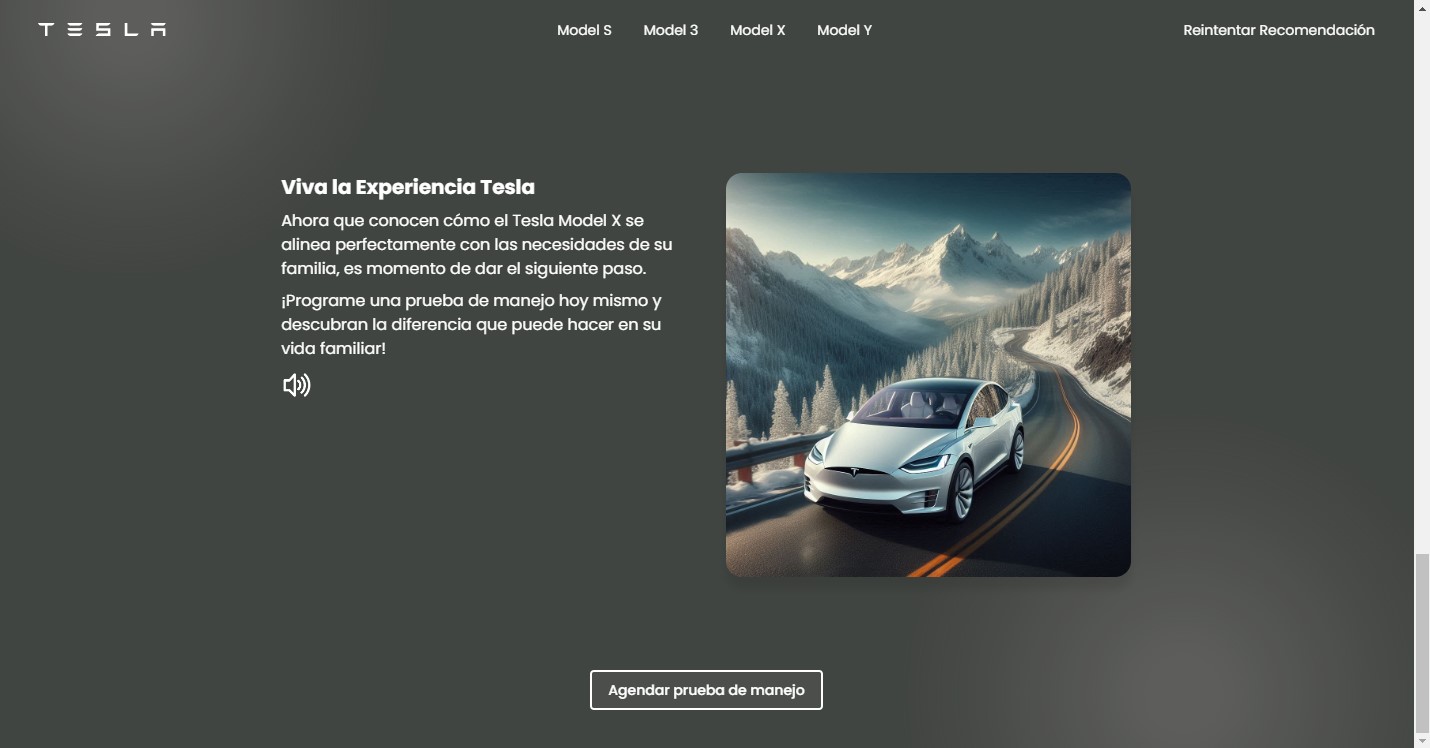 TESLA
Model S
Model 3
Model X
Model Y
Reintentar Recomendación
Viva la Experiencia Tesla
Ahora que conocen cómo el Tesla Model X se
alinea perfectamente con las necesidades de su
familia, es momento de dar el siguiente paso.
¡Programe una prueba de manejo hoy mismo y
descubran la diferencia que puede hacer en su
vida familiar!
Agendar prueba de manejo